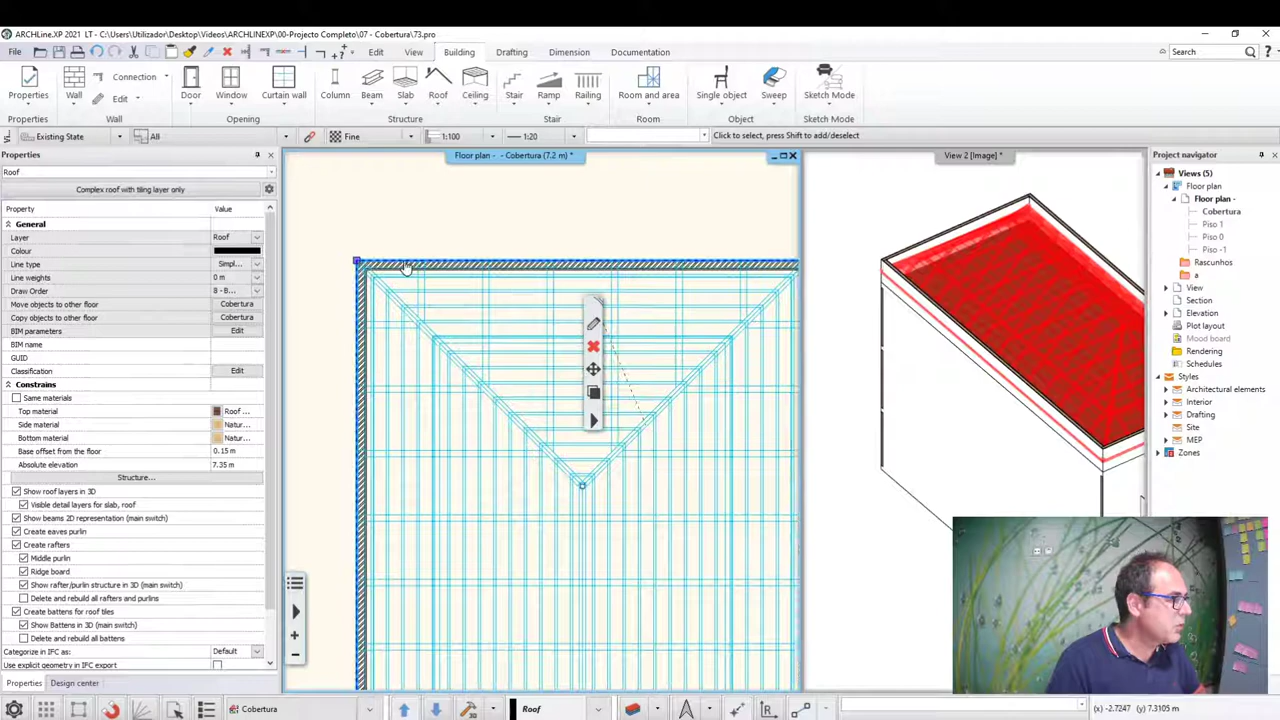 ARCHLine.XP 2021 LT - C:\Users\Utilizador\Desktop\Videos\ARCHLINEXP\00-Projecto Completo\07 - Cobertura\73.pro
File
Edit View Building Drafting Dimension Documentation
Search
Properties Wall Connection Edit Door Window Curtain wall Column Beam Slab Roof Ceiling Stair Ramp Railing Room and area Single object Sweep Sketch Mode
Properties Wall Opening Structure Stair Room Object Sketch Mode
Existing State All Fine 1:100 1:20 Click to select, press Shift to add/deselect
Properties
Roof
Complex roof with tiling layer only
Property Value
General
Layer Roof
Colour
Line type Simpl...
Line weights 0 m
Draw Order 8 - B...
Move objects to other floor Cobertura
Copy objects to other floor Cobertura
BIM parameters Edit
BIM name
GUID
Classification Edit
Constrains
Same materials
Top material Roof ...
Side material Natur...
Bottom material Natur...
Base offset from the floor 0.15 m
Absolute elevation 7.35 m
Structure...
Show roof layers in 3D
Visible detail layers for slab, roof
Show beams 2D representation (main switch)
Create eaves purlin
Create rafters
Middle purlin
Ridge board
Show rafter/purlin structure in 3D (main switch)
Delete and rebuild all rafters and purlins
Create battens for roof tiles
Show Battens in 3D (main switch)
Delete and rebuild all battens
Categorize in IFC as: Default
Use explicit geometry in IFC export
Properties Design center
Floor plan - - Cobertura (7.2 m) *
View 2 [Image] *
Project navigator
Views (5)
Floor plan
Floor plan -
Cobertura
Piso 1
Piso 0
Piso -1
Rascunhos
a
View
Section
Elevation
Plot layout
Mood board
Rendering
Schedules
Styles
Architectural elements
Interior
Drafting
Site
MEP
Zones
Cobertura
Roof
(x) -2.7247 (y) 7.3105 m